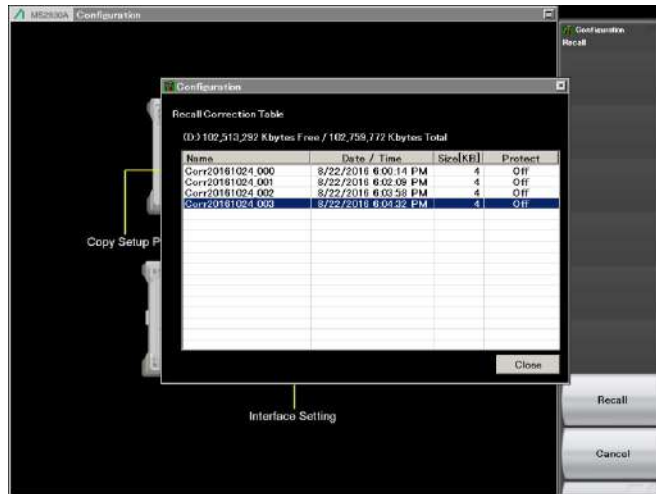 MS2830A Configuration
Configuration
Recall
Configuration
Recall Correction Table
(D:) 102,513,292 Kbytes Free / 102,759,772 Kbytes Total
Name Date / Time Size[KB] Protect
Corr20161024_000 8/22/2016 6:00:14 PM 4 Off
Corr20161024_001 8/22/2016 6:02:09 PM 4 Off
Corr20161024_002 8/22/2016 6:03:58 PM 4 Off
Corr20161024_003 8/22/2016 6:04:32 PM 4 Off
Copy Setup P
Close
Interface Setting
Recall
Cancel